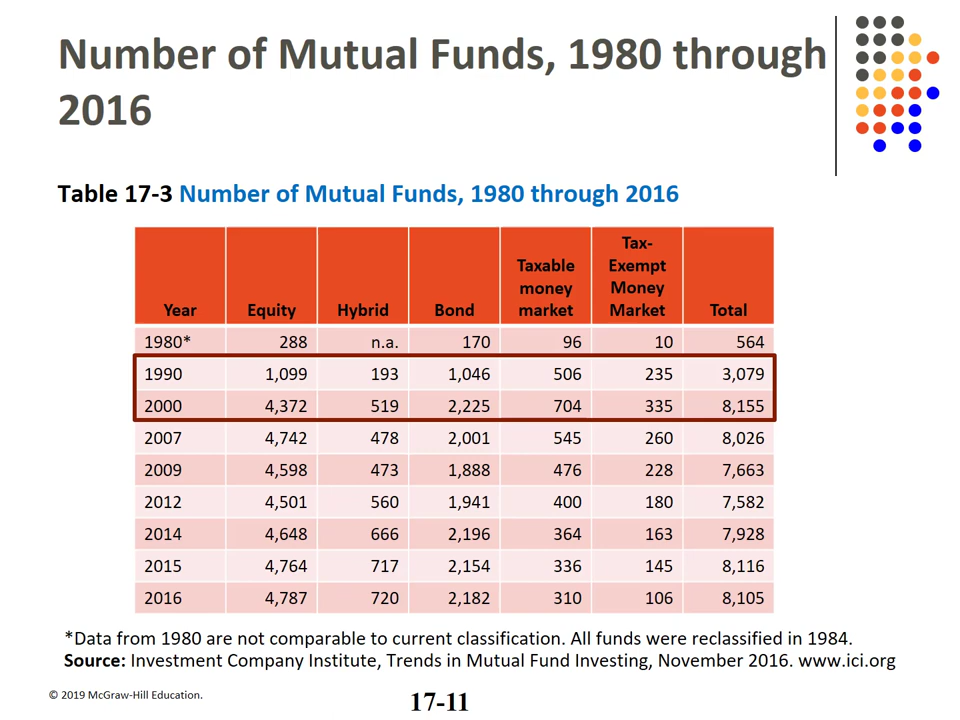 Number of Mutual Funds, 1980 through
2016
Table 17-3 Number of Mutual Funds, 1980 through 2016
Year Equity Hybrid Bond Taxable money market Tax-Exempt Money Market Total
1980* 288 n.a. 170 96 10 564
1990 1,099 193 1,046 506 235 3,079
2000 4,372 519 2,225 704 335 8,155
2007 4,742 478 2,001 545 260 8,026
2009 4,598 473 1,888 476 228 7,663
2012 4,501 560 1,941 400 180 7,582
2014 4,648 666 2,196 364 163 7,928
2015 4,764 717 2,154 336 145 8,116
2016 4,787 720 2,182 310 106 8,105
*Data from 1980 are not comparable to current classification. All funds were reclassified in 1984.
Source: Investment Company Institute, Trends in Mutual Fund Investing, November 2016. www.ici.org
© 2019 McGraw-Hill Education.
17-11